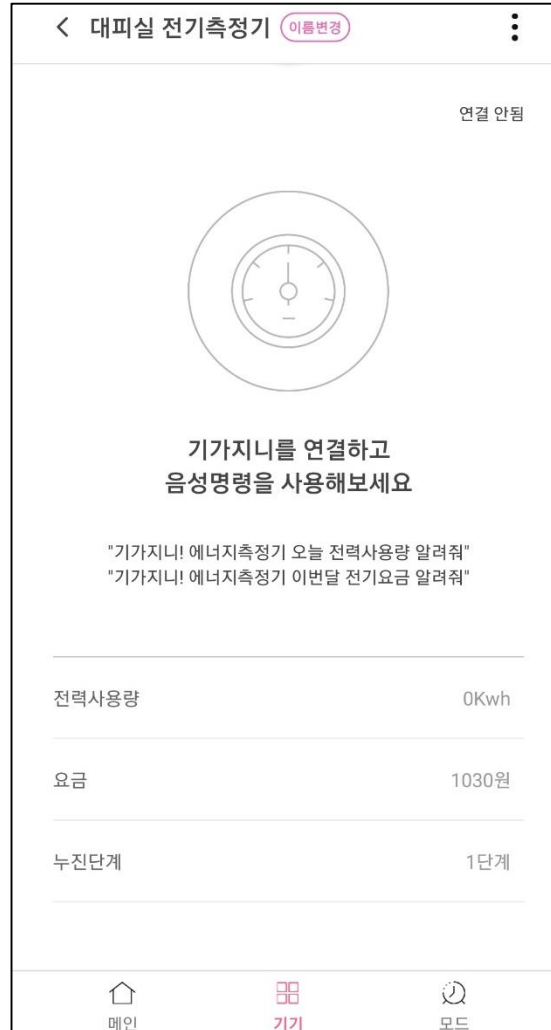 대피실 전기측정기 이름변경
연결 안됨
기가지니를 연결하고
음성명령을 사용해보세요
"기가지니! 에너지측정기 오늘 전력사용량 알려줘"
"기가지니! 에너지측정기 이번달 전기요금 알려줘"
전력사용량 0Kwh
요금 1030원
누진단계 1단계
메인 기기 모드